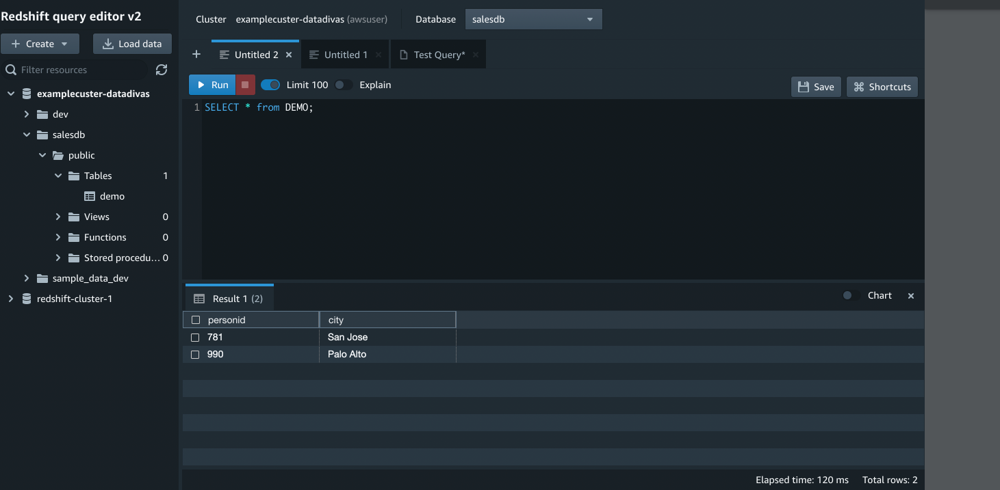 Redshift query editor v2
Create
Load data
Filter resources
examplecuster-datadivas
dev
salesdb
public
Tables 1
demo
Views 0
Functions 0
Stored procedu... 0
sample_data_dev
redshift-cluster-1
Cluster examplecuster-datadivas (awsuser) Database salesdb
+ Untitled 2 × Untitled 1 × Test Query* ×
Run Limit 100 Explain Save ⌘ Shortcuts
1 SELECT * from DEMO;
Result 1 (2) Chart ×
personid city
781 San Jose
990 Palo Alto
Elapsed time: 120 ms Total rows: 2